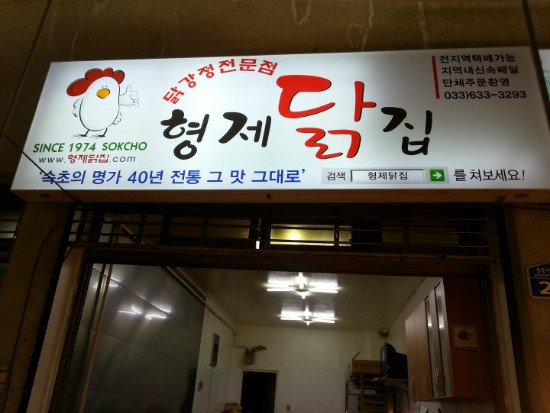 닭강정전문점
형제닭집
SINCE 1974 SOKCHO
www.형제닭집.com
전지역택배가능
지역내신속배달
단체주문환영
033)633-3293
'속초의 명가 40년 전통 그 맛 그대로'
검색 형제닭집 를 쳐보세요!
2